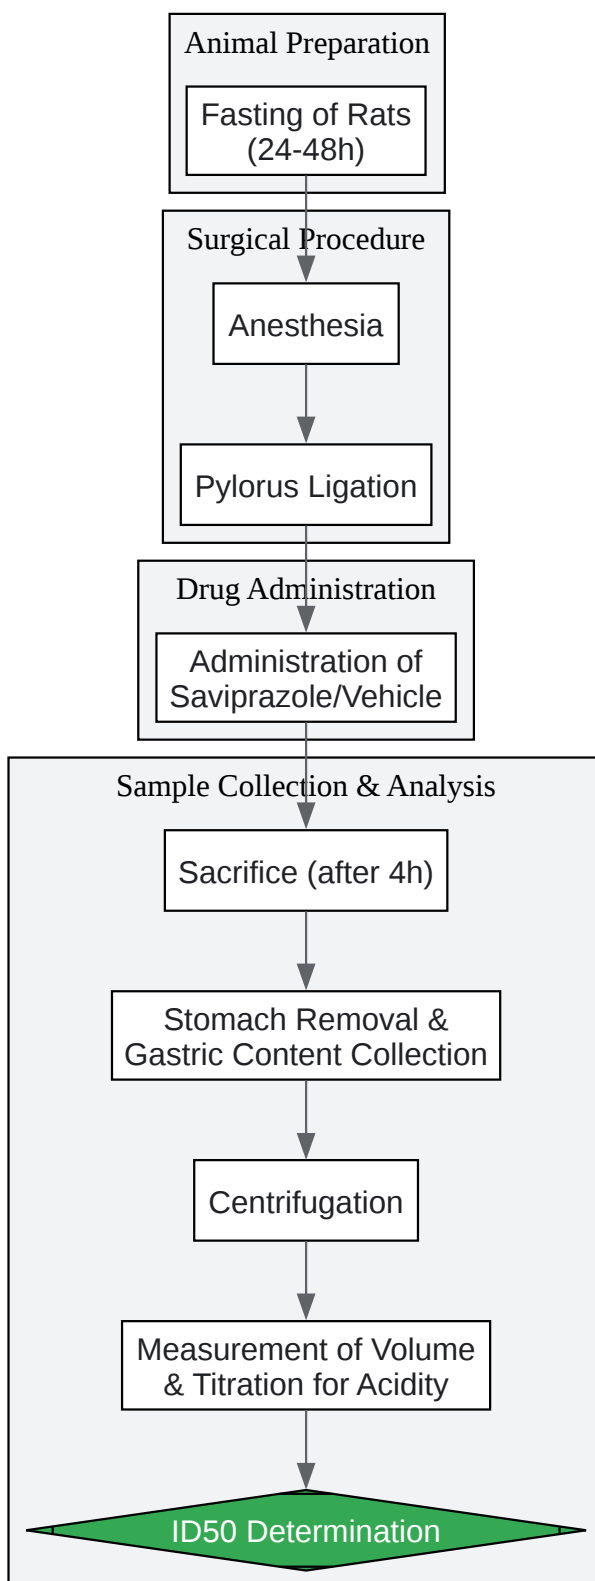 Animal Preparation
Fasting of Rats
(24-48h)
Surgical Procedure
Anesthesia
Pylorus Ligation
Drug Administration
Administration of
Saviprazole/Vehicle
Sample Collection & Analysis
Sacrifice (after 4h)
Stomach Removal &
Gastric Content Collection
Centrifugation
Measurement of Volume
& Titration for Acidity
ID50 Determination